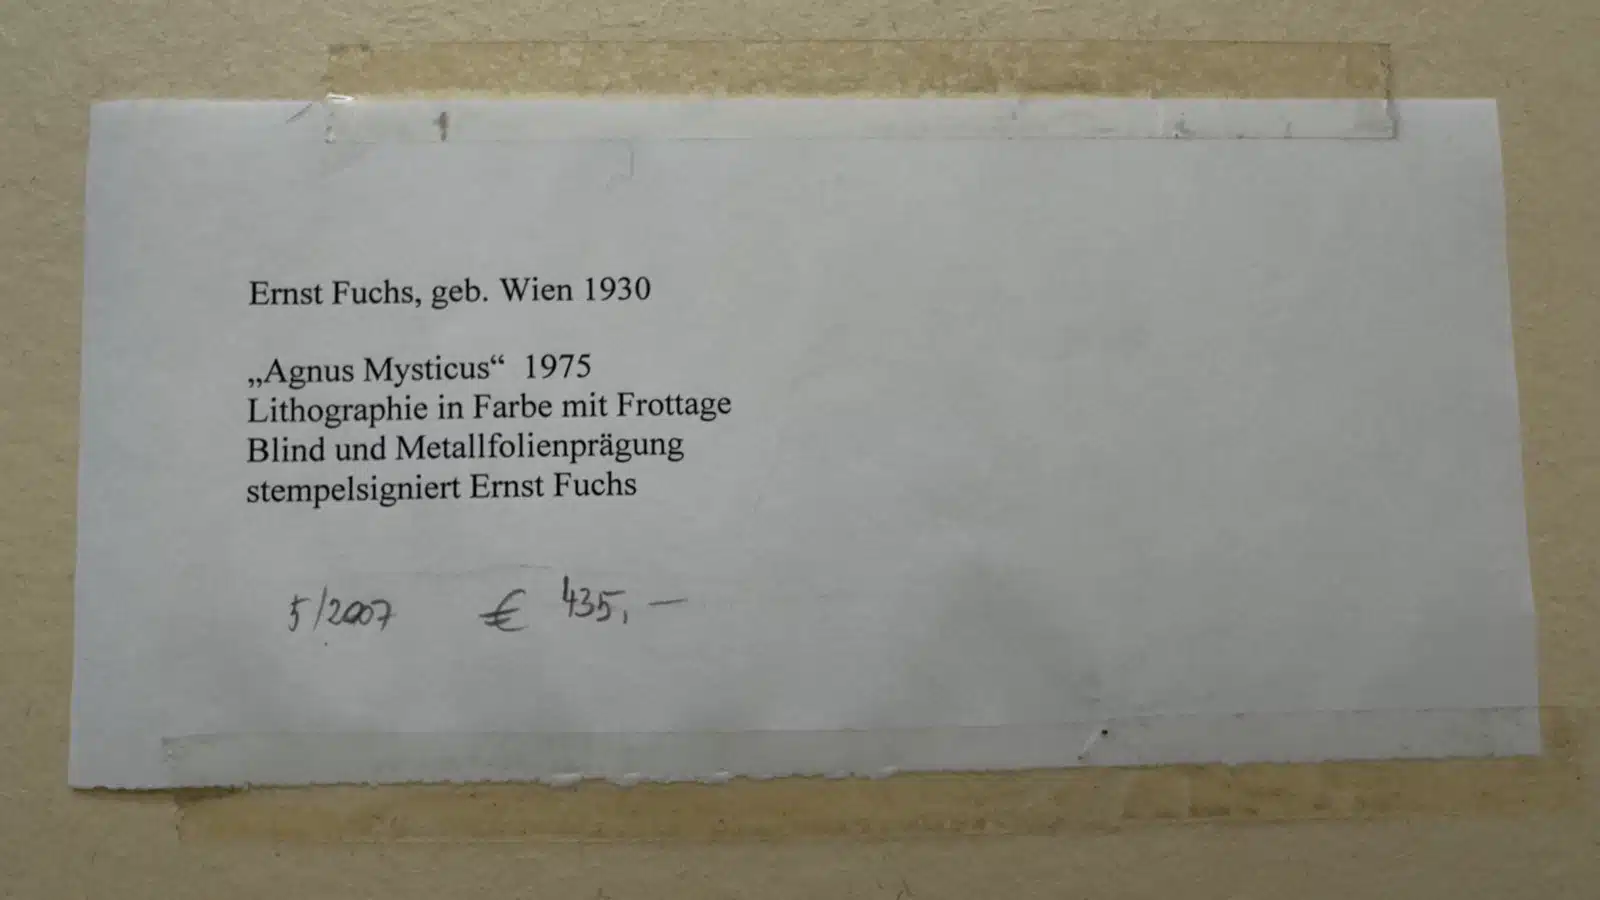 Ernst Fuchs, geb. Wien 1930
„Agnus Mysticus“ 1975
Lithographie in Farbe mit Frottage
Blind und Metallfolienprägung
stempelsigniert Ernst Fuchs
5/2007 € 435,—